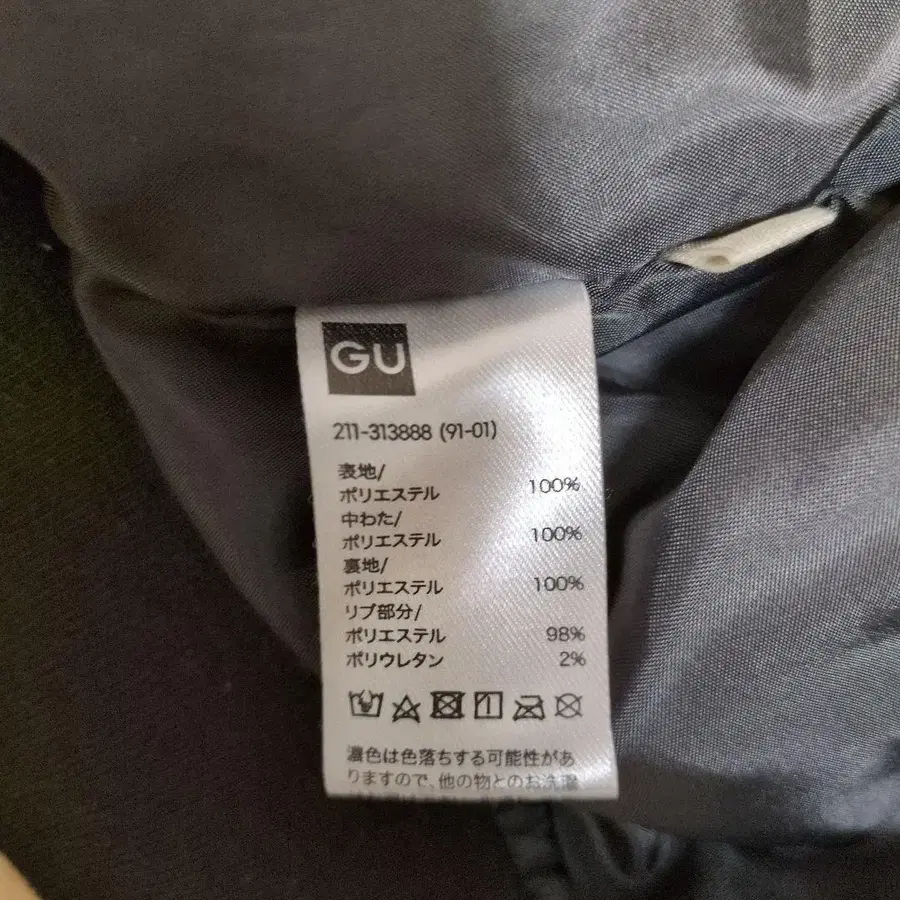 GU
211-313888 (91-01)
表地/
ポリエステル 100%
中わた/
ポリエステル 100%
裏地/
ポリエステル 100%
リブ部分/
ポリエステル 98%
ポリウレタン 2%
濃色は色落ちする可能性があ
りますので、他の物とのお洗濯